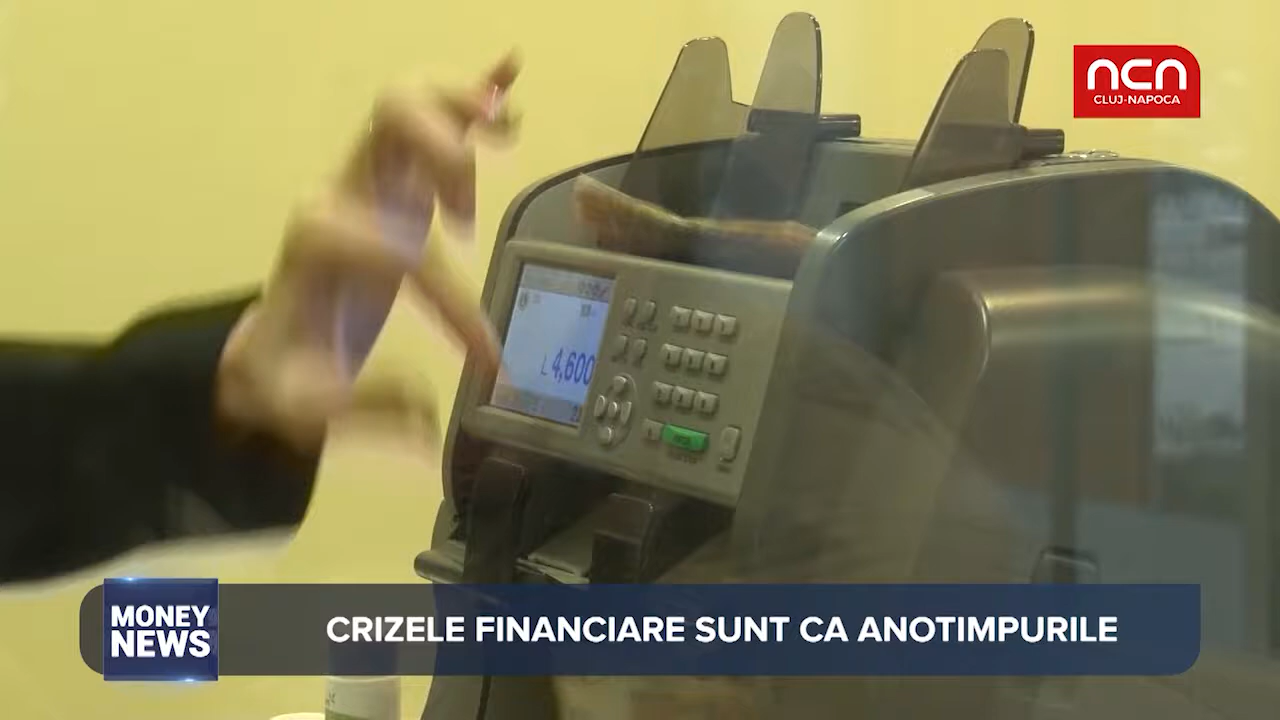 ncn
CLUJ-NAPOCA
4,600
MONEY
NEWS
CRIZELE FINANCIARE SUNT CA ANOTIMPURILE